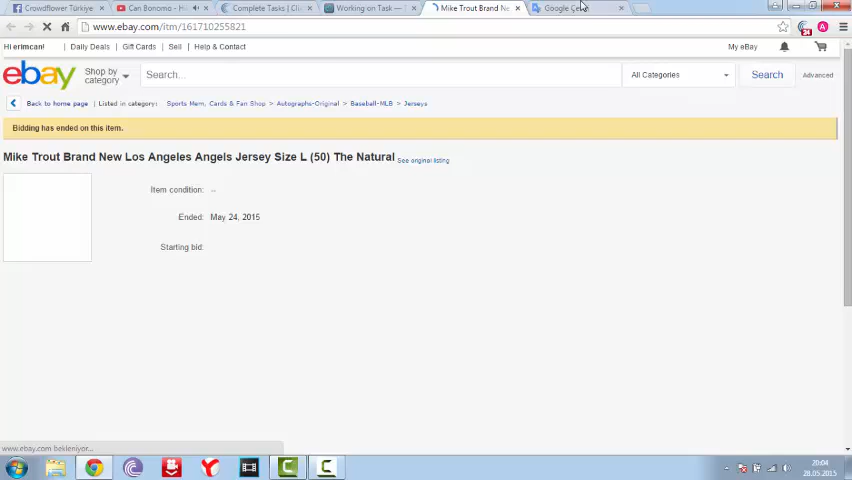 Crowdflower Türkiye
Can Bonomo - H
Complete Tasks | Cli
Working on Task —
Mike Trout Brand Ne
Google Çe
www.ebay.com/itm/161710255821
24
Hi erimcan!
Daily Deals
Gift Cards
Sell
Help & Contact
My eBay
ebay
Shop by
category
Search...
All Categories
Search
Advanced
Back to home page
Listed in category:
Sports Mem, Cards & Fan Shop > Autographs-Original > Baseball-MLB > Jerseys
Bidding has ended on this item.
Mike Trout Brand New Los Angeles Angels Jersey Size L (50) The Natural
See original listing
Item condition: --
Ended: May 24, 2015
Starting bid:
www.ebay.com bekleniyor...
20:04
28.05.2015